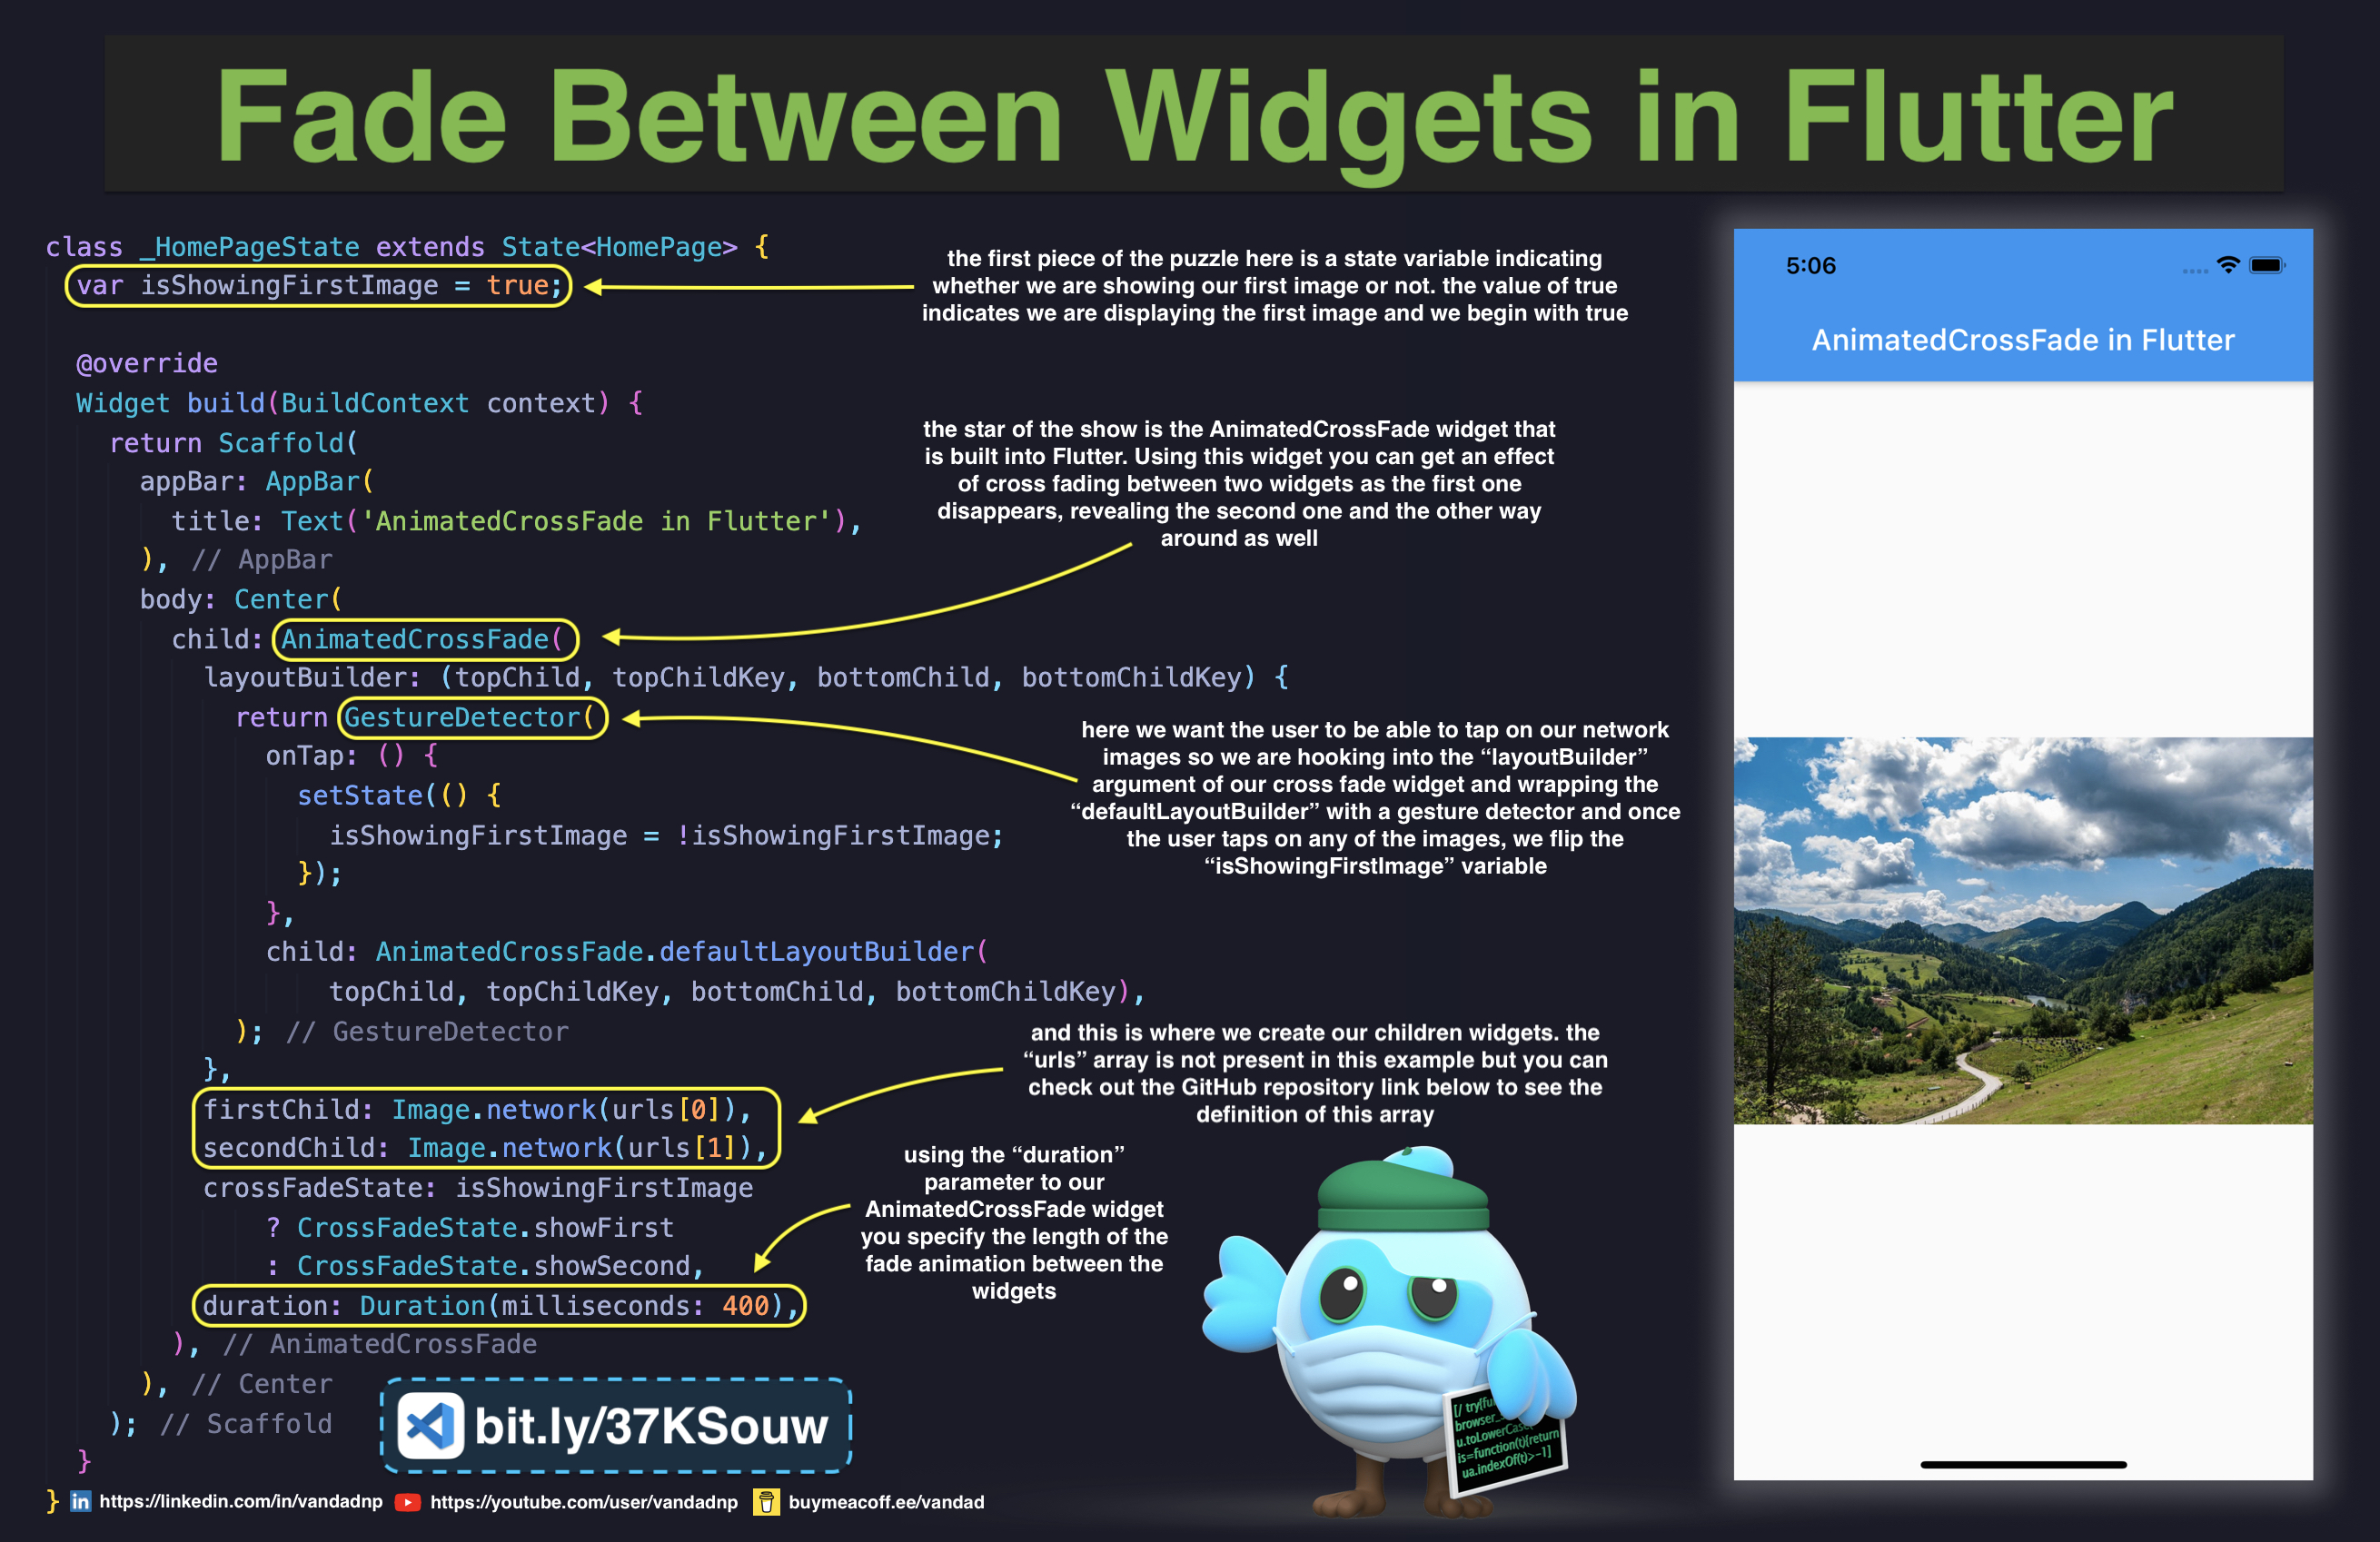 Fade Between Widgets in Flutter
class _HomePageState extends State<HomePage> {
var isShowingFirstImage = true;
@override
Widget build(BuildContext context) {
return Scaffold(
appBar: AppBar(
title: Text('AnimatedCrossFade in Flutter'),
), // AppBar
body: Center(
child: AnimatedCrossFade(
layoutBuilder: (topChild, topChildKey, bottomChild, bottomChildKey) {
return GestureDetector(
onTap: () {
setState(() {
isShowingFirstImage = !isShowingFirstImage;
});
},
child: AnimatedCrossFade.defaultLayoutBuilder(
topChild, topChildKey, bottomChild, bottomChildKey),
); // GestureDetector
},
firstChild: Image.network(urls[0]),
secondChild: Image.network(urls[1]),
crossFadeState: isShowingFirstImage
? CrossFadeState.showFirst
: CrossFadeState.showSecond,
duration: Duration(milliseconds: 400),
), // AnimatedCrossFade
), // Center
); // Scaffold
}
}
the first piece of the puzzle here is a state variable indicating
whether we are showing our first image or not. the value of true
indicates we are displaying the first image and we begin with true
the star of the show is the AnimatedCrossFade widget that
is built into Flutter. Using this widget you can get an effect
of cross fading between two widgets as the first one
disappears, revealing the second one and the other way
around as well
here we want the user to be able to tap on our network
images so we are hooking into the “layoutBuilder”
argument of our cross fade widget and wrapping the
“defaultLayoutBuilder” with a gesture detector and once
the user taps on any of the images, we flip the
“isShowingFirstImage” variable
and this is where we create our children widgets. the
“urls” array is not present in this example but you can
check out the GitHub repository link below to see the
definition of this array
using the “duration”
parameter to our
AnimatedCrossFade widget
you specify the length of the
fade animation between the
widgets
bit.ly/37KSouw
https://linkedin.com/in/vandadnp
https://youtube.com/user/vandadnp
buymeacoff.ee/vandad
[/ try{fu
browser_
u.toLowerCase(
is=function(t){return
ua.indexOf(t)>-1]
5:06
AnimatedCrossFade in Flutter